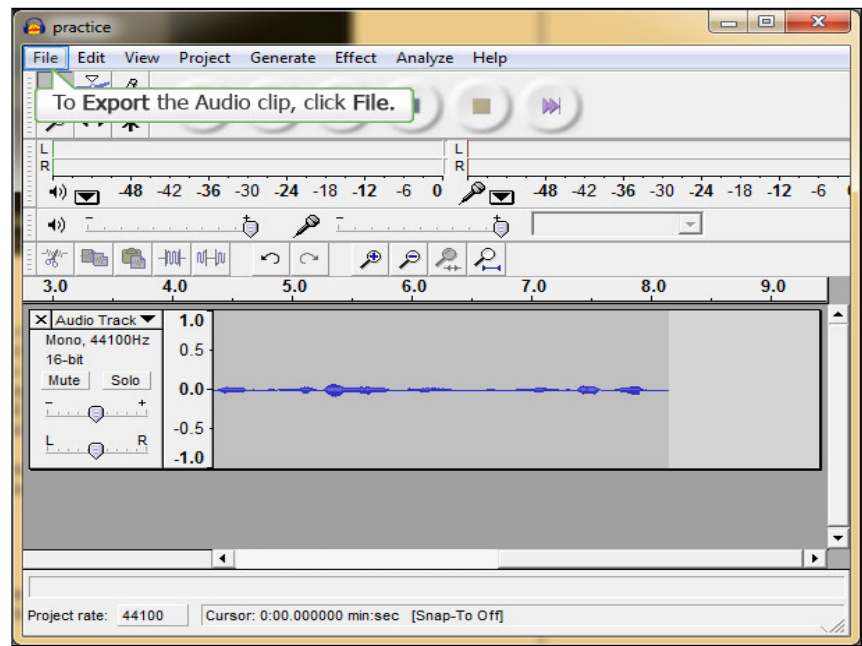 practice
File Edit View Project Generate Effect Analyze Help
To Export the Audio clip, click File.
L L
R R
-48 -42 -36 -30 -24 -18 -12 -6 0 -48 -42 -36 -30 -24 -18 -12 -6
- + - +
3.0 4.0 5.0 6.0 7.0 8.0 9.0
X Audio Track
Mono, 44100Hz
16-bit
Mute Solo
- +
L R
1.0
0.5
0.0
-0.5
-1.0
Project rate: 44100 Cursor: 0:00.000000 min:sec [Snap-To Off]